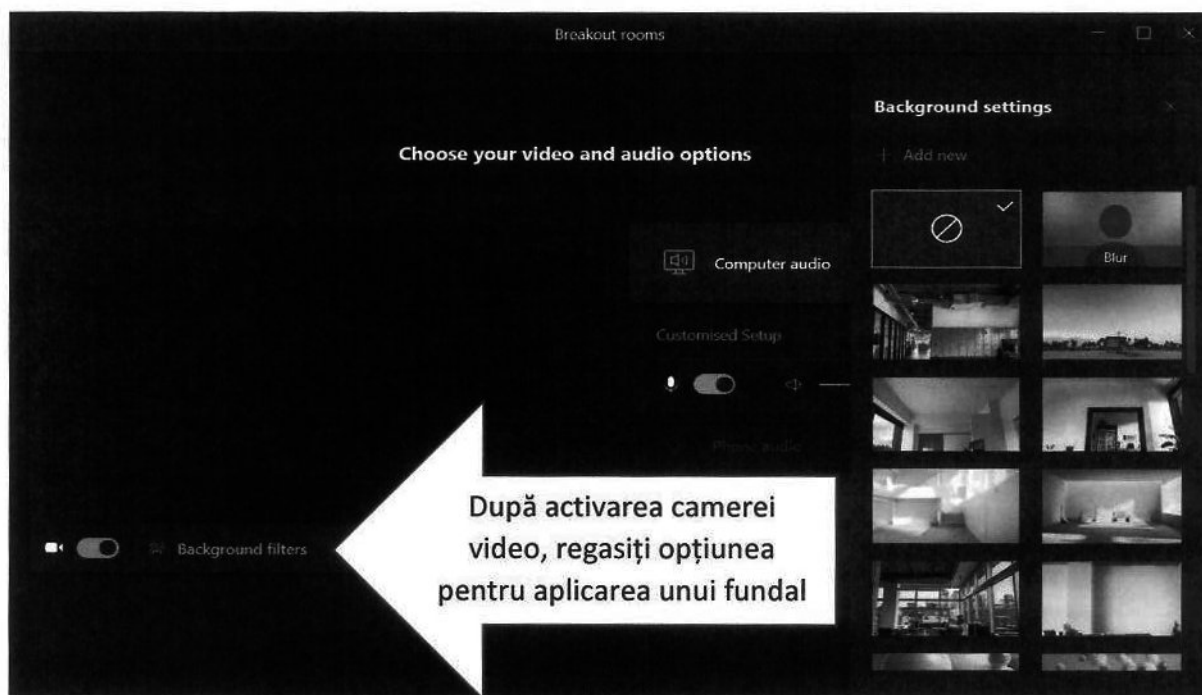 Breakout rooms
Background settings
Choose your video and audio options
+ Add new
Computer audio
Blur
Customised Setup
Phone audio
Background filters
După activarea camerei
video, regasiți opțiunea
pentru aplicarea unui fundal